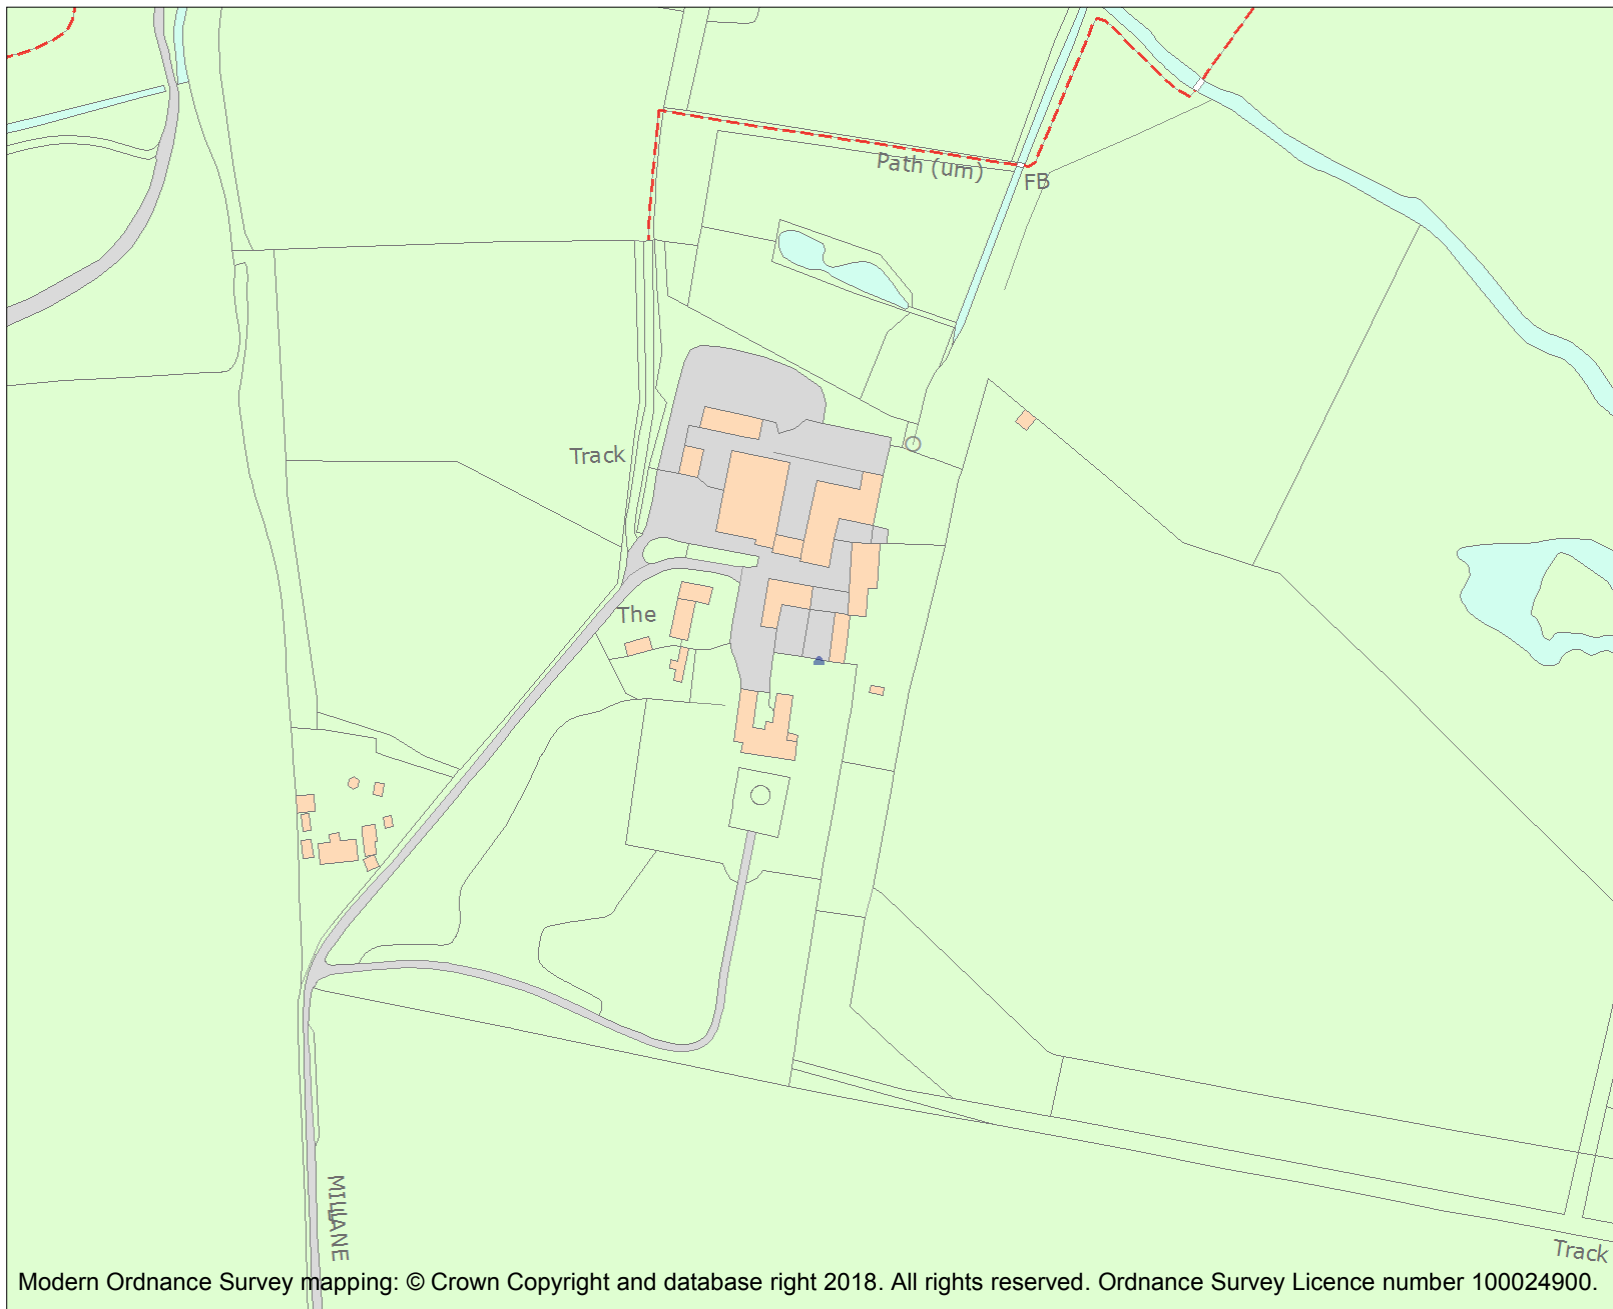 Path (um)
FB
Track
The
MILL
LANE
Track
Modern Ordnance Survey mapping: © Crown Copyright and database right 2018. All rights reserved. Ordnance Survey Licence number 100024900.